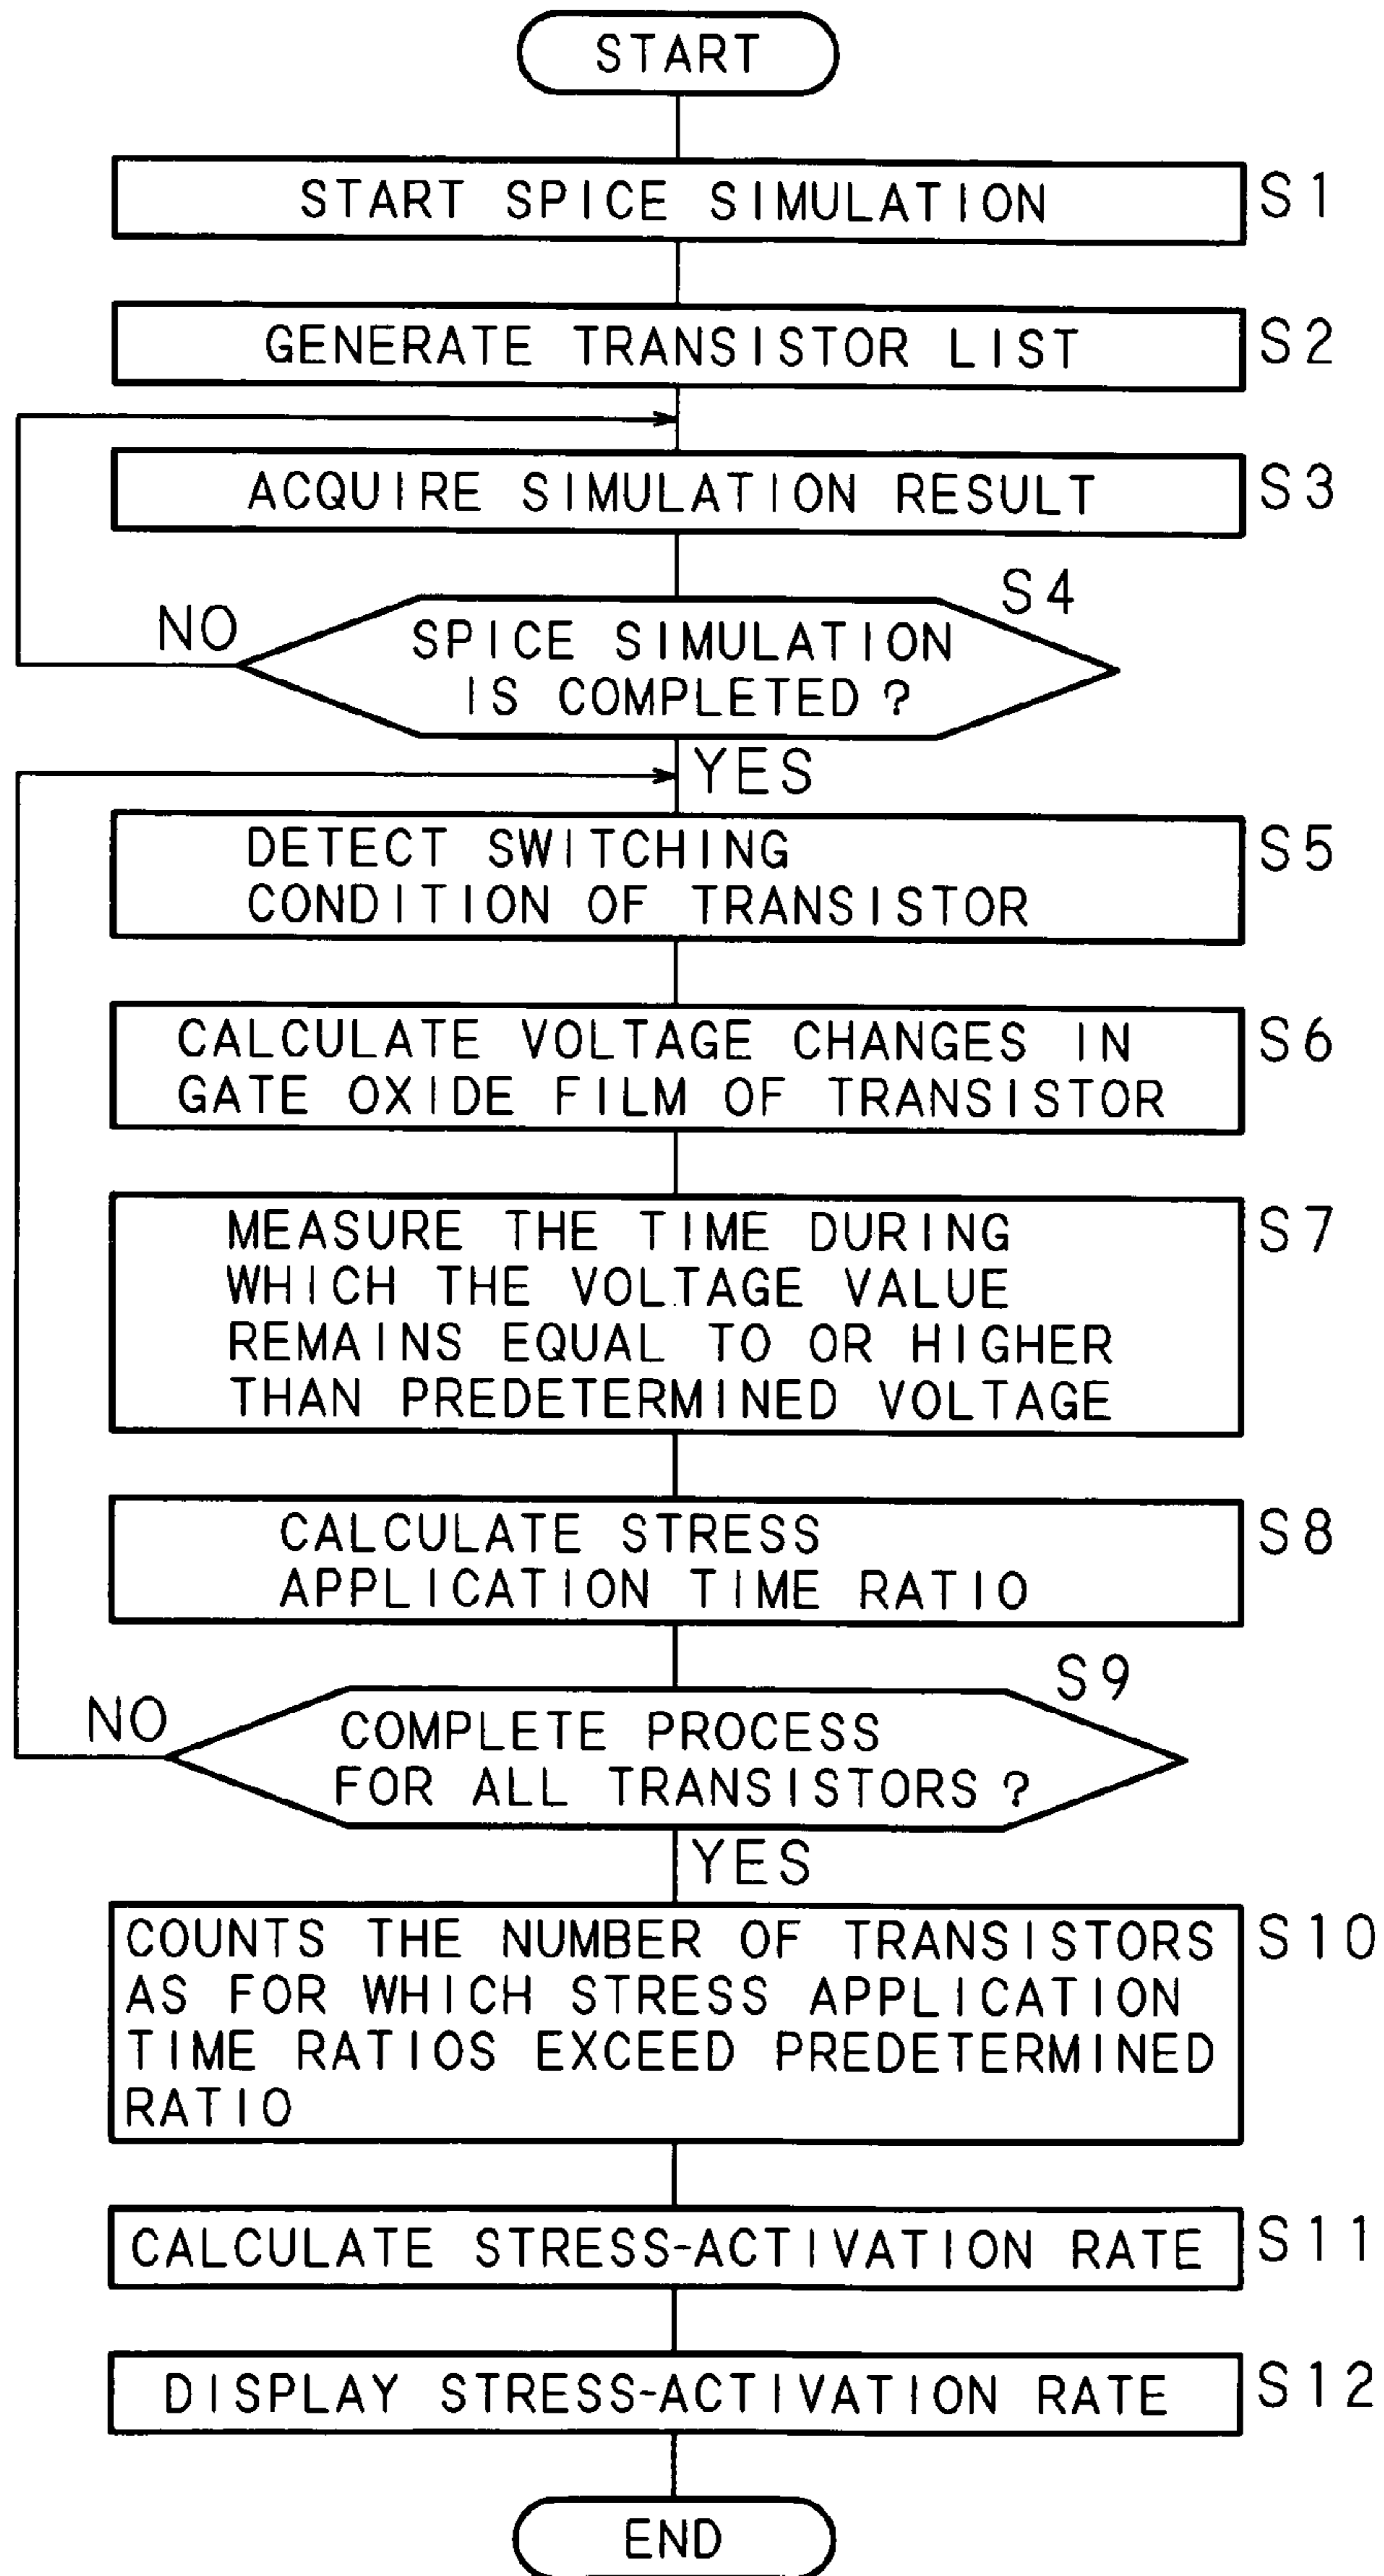 START
START SPICE SIMULATION
S1
GENERATE TRANSISTOR LIST
S2
ACQUIRE SIMULATION RESULT
S3
S4
NO
SPICE SIMULATION
IS COMPLETED?
YES
DETECT SWITCHING
CONDITION OF TRANSISTOR
S5
CALCULATE VOLTAGE CHANGES IN
GATE OXIDE FILM OF TRANSISTOR
S6
MEASURE THE TIME DURING
WHICH THE VOLTAGE VALUE
REMAINS EQUAL TO OR HIGHER
THAN PREDETERMINED VOLTAGE
S7
CALCULATE STRESS
APPLICATION TIME RATIO
S8
S9
NO
COMPLETE PROCESS
FOR ALL TRANSISTORS?
YES
COUNTS THE NUMBER OF TRANSISTORS
AS FOR WHICH STRESS APPLICATION
TIME RATIOS EXCEED PREDETERMINED
RATIO
S10
CALCULATE STRESS-ACTIVATION RATE
S11
DISPLAY STRESS-ACTIVATION RATE
S12
END